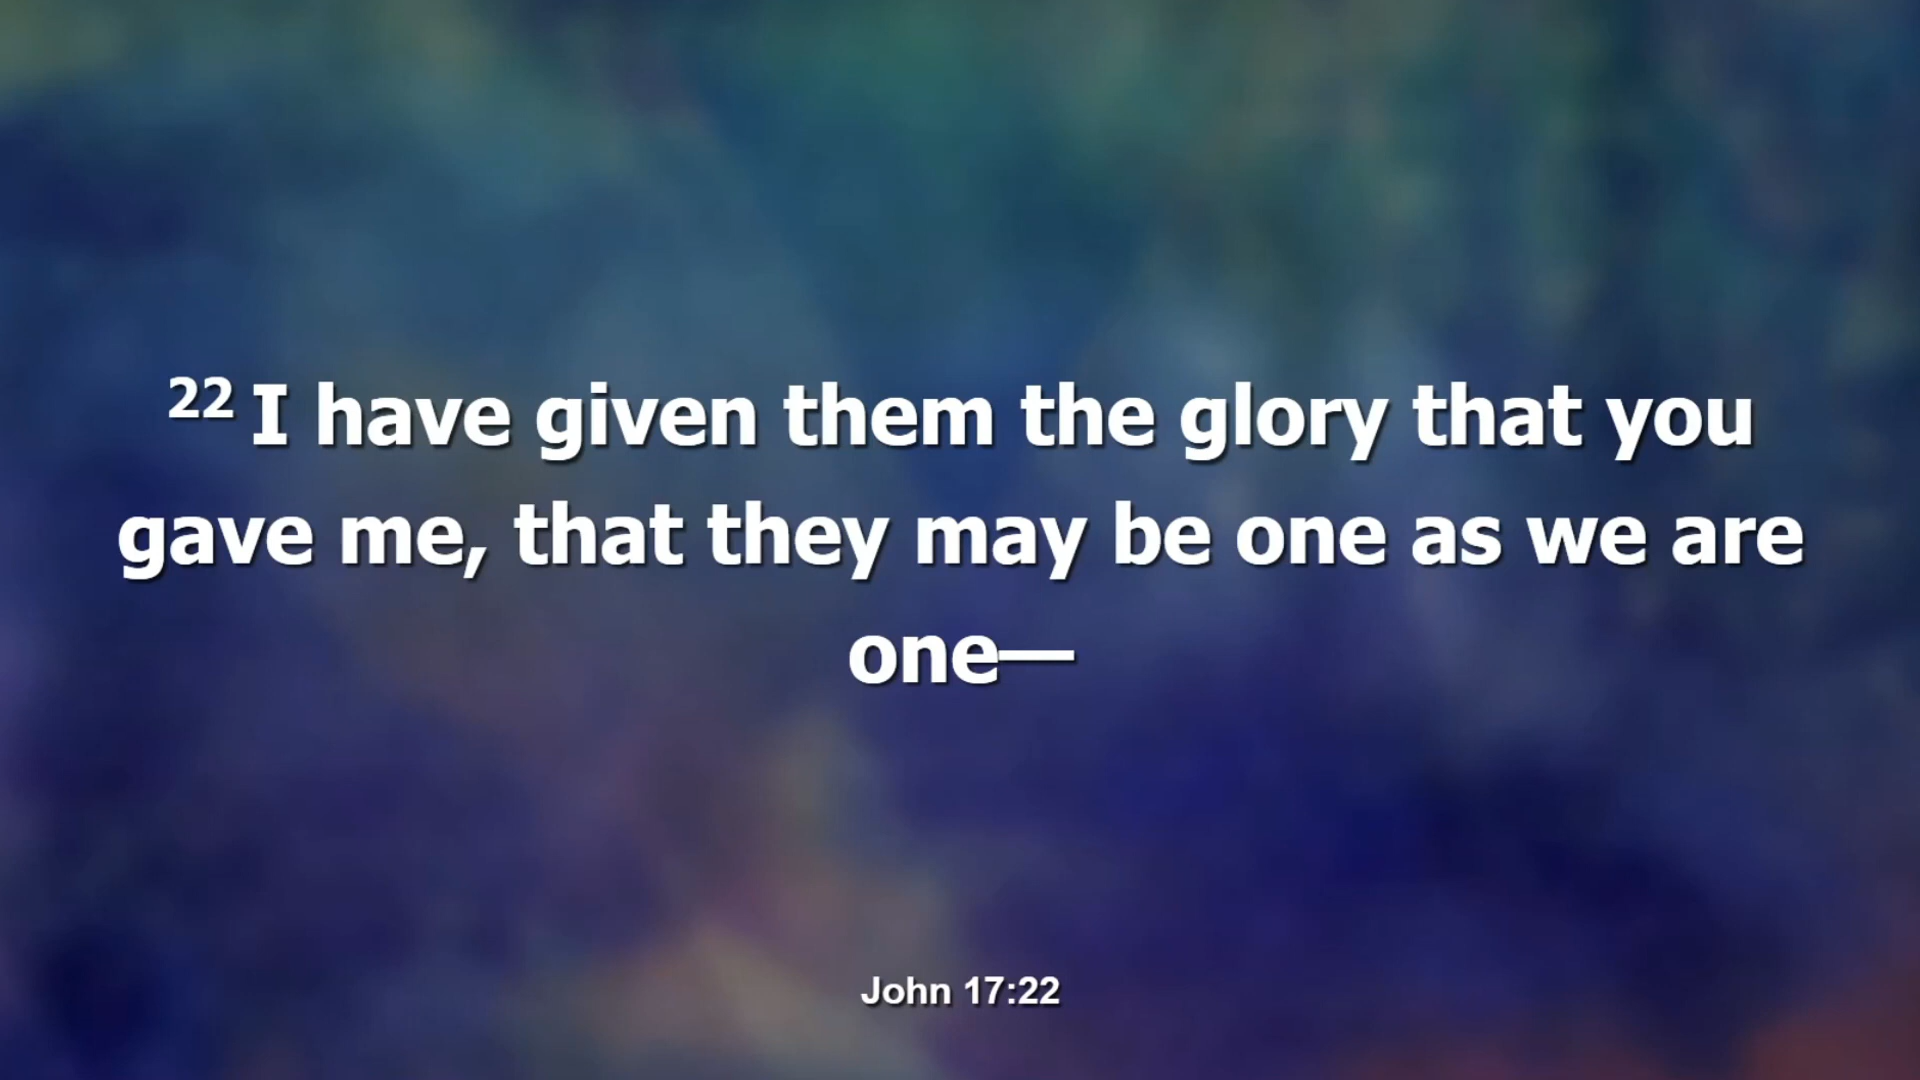 22 I have given them the glory that you
gave me, that they may be one as we are
one—
John 17:22